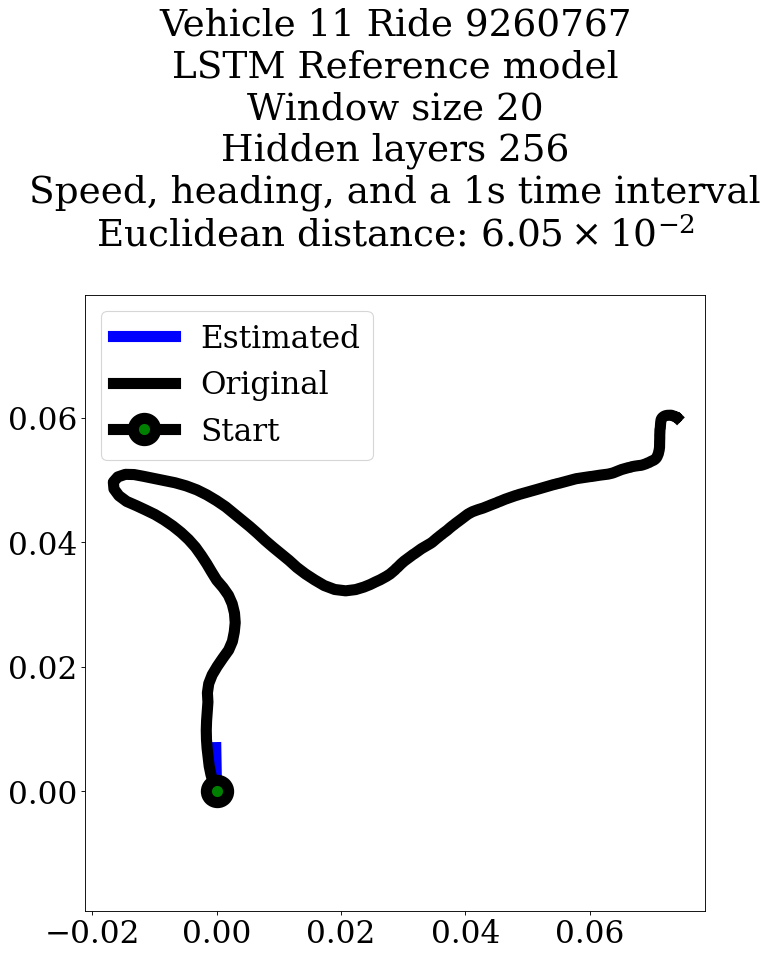 Vehicle 11 Ride 9260767
LSTM Reference model
Window size 20
Hidden layers 256
Speed, heading, and a 1s time interval
Euclidean distance: 6.05 × 10⁻²
Estimated
Original
Start
0.06
0.04
0.02
0.00
−0.02 0.00 0.02 0.04 0.06